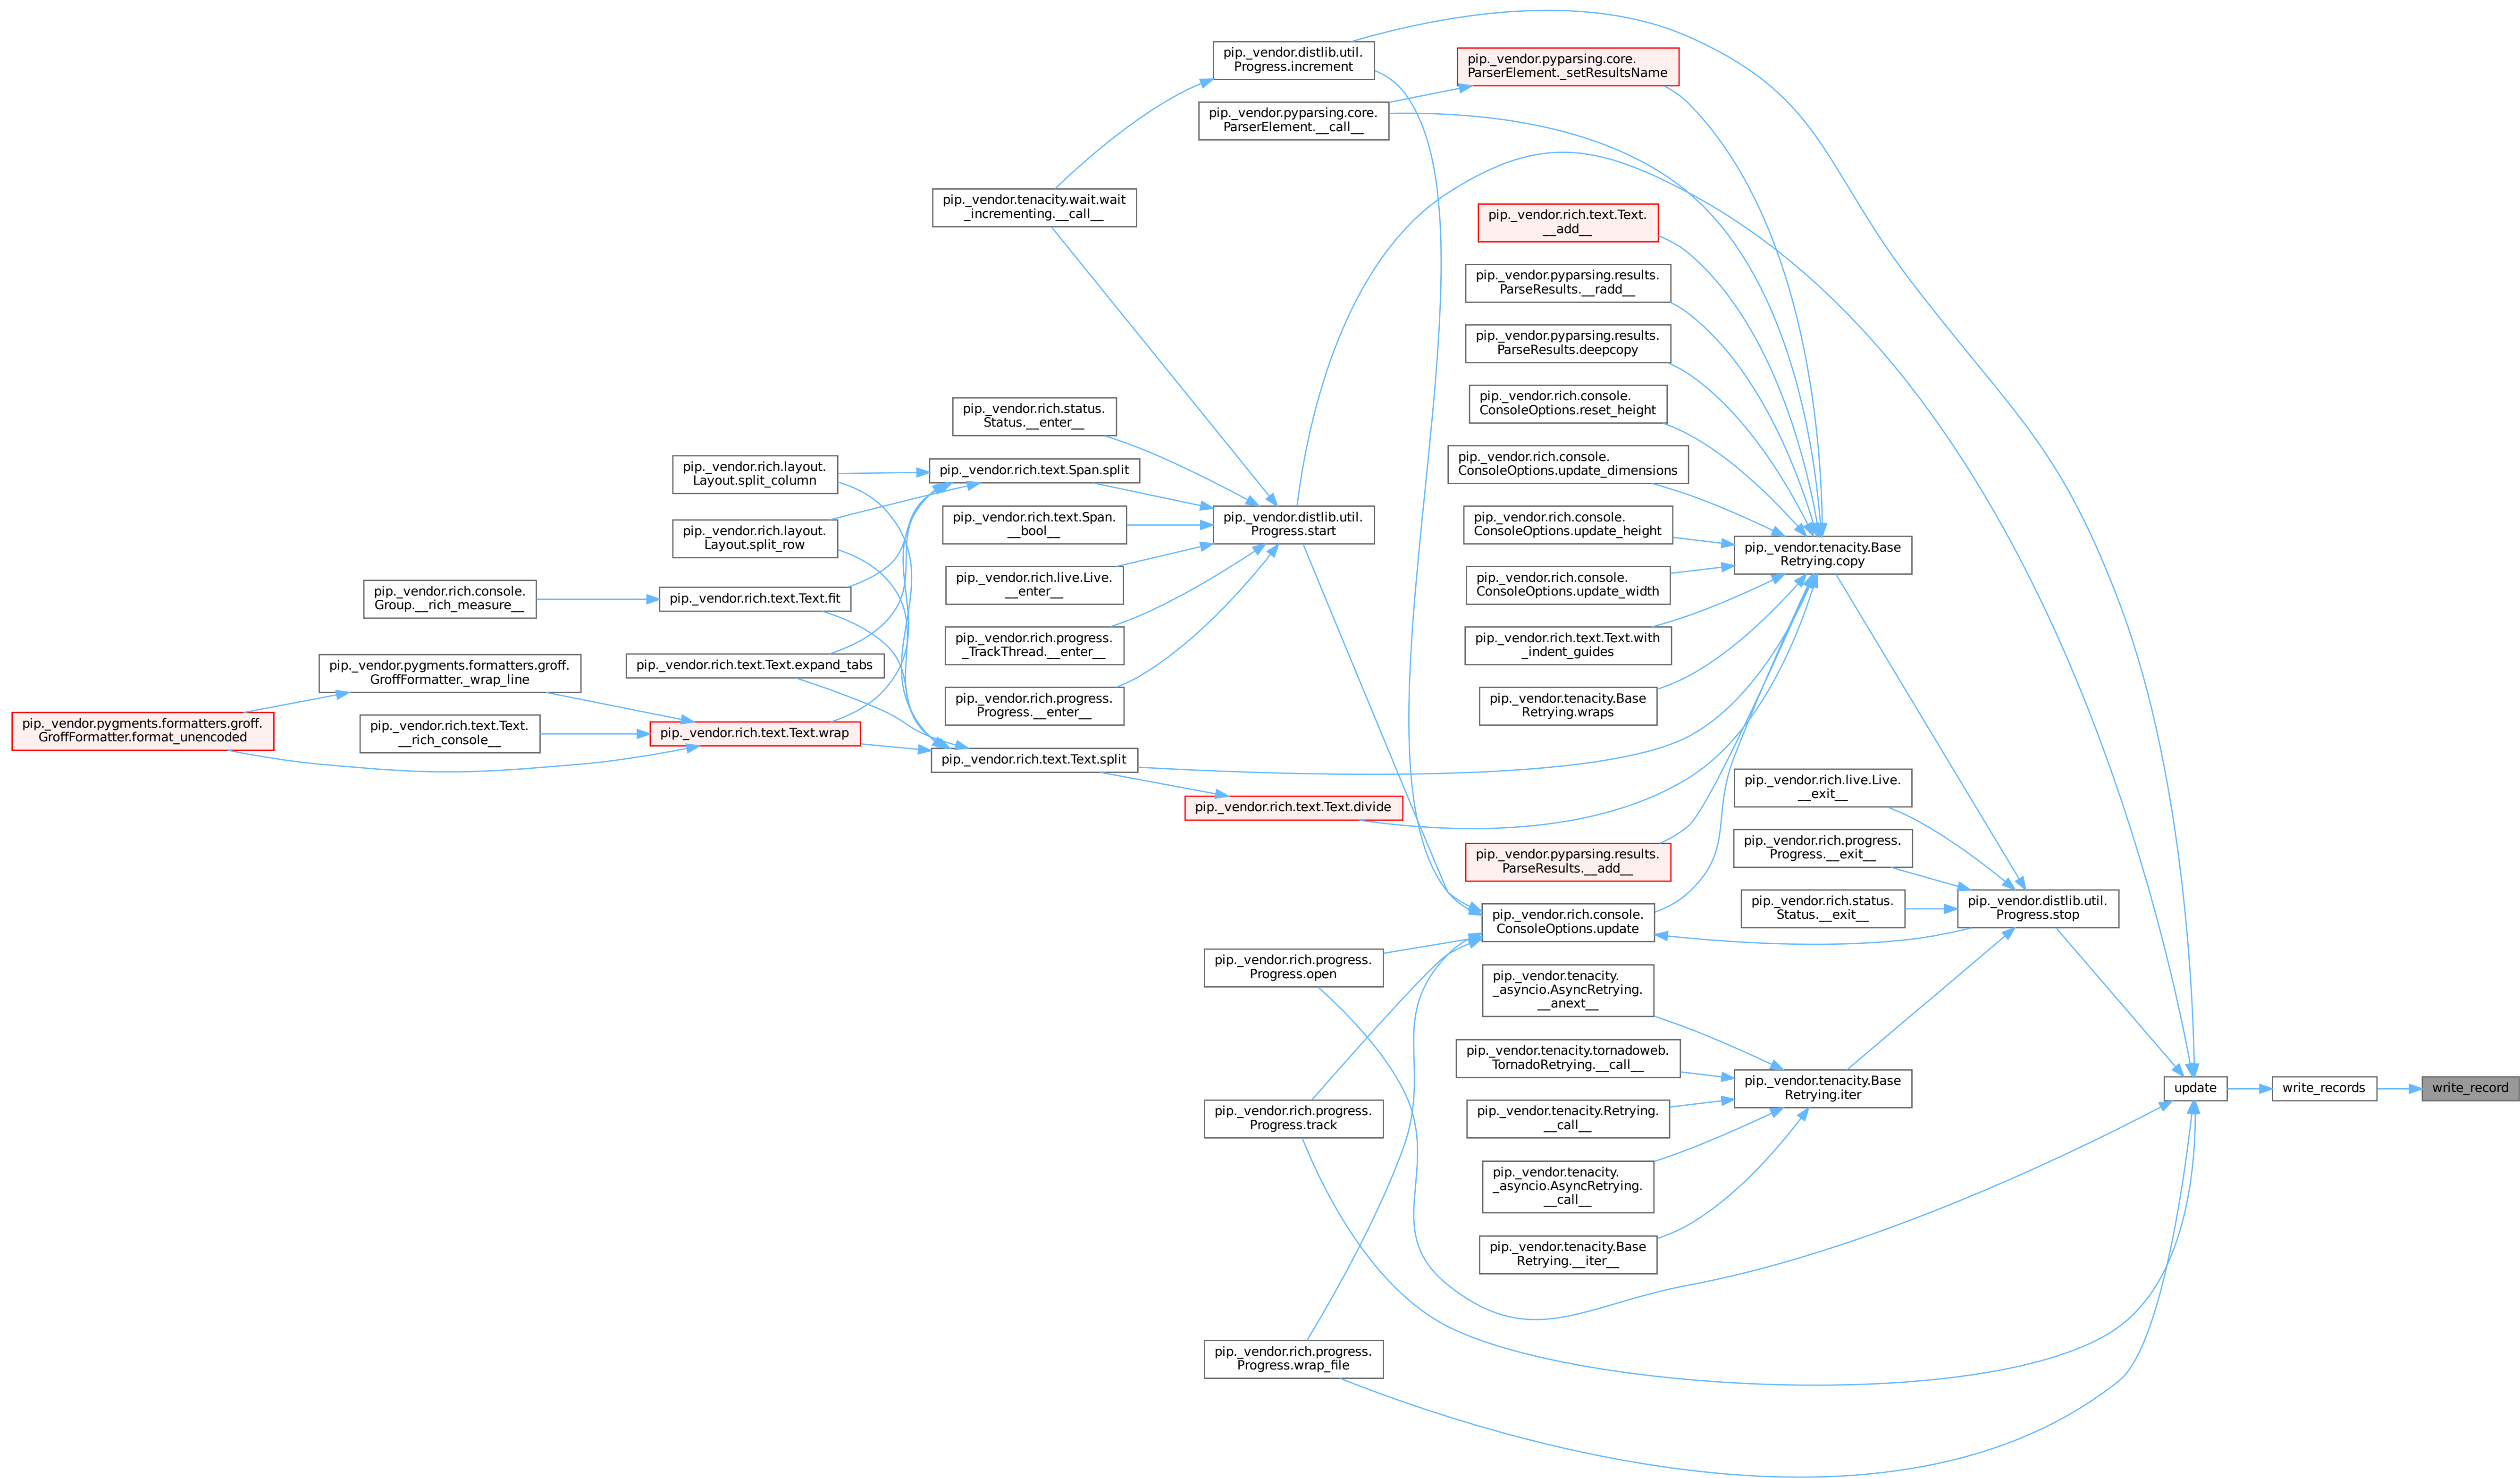 pip._vendor.distlib.util.
Progress.increment
pip._vendor.pyparsing.core.
ParserElement._setResultsName
pip._vendor.pyparsing.core.
ParserElement.__call__
pip._vendor.tenacity.wait.wait
_incrementing.__call__
pip._vendor.rich.text.Text.
__add__
pip._vendor.pyparsing.results.
ParseResults.__radd__
pip._vendor.pyparsing.results.
ParseResults.deepcopy
pip._vendor.rich.console.
ConsoleOptions.reset_height
pip._vendor.rich.status.
Status.__enter__
pip._vendor.rich.console.
ConsoleOptions.update_dimensions
pip._vendor.rich.layout.
Layout.split_column
pip._vendor.rich.text.Span.split
pip._vendor.rich.layout.
Layout.split_row
pip._vendor.rich.text.Span.
__bool__
pip._vendor.distlib.util.
Progress.start
pip._vendor.rich.console.
ConsoleOptions.update_height
pip._vendor.tenacity.Base
Retrying.copy
pip._vendor.rich.console.
Group.__rich_measure__
pip._vendor.rich.text.Text.fit
pip._vendor.rich.live.Live.
__enter__
pip._vendor.rich.console.
ConsoleOptions.update_width
pip._vendor.rich.progress.
_TrackThread.__enter__
pip._vendor.rich.text.Text.with
_indent_guides
pip._vendor.pygments.formatters.groff.
GroffFormatter._wrap_line
pip._vendor.rich.text.Text.expand_tabs
pip._vendor.rich.progress.
Progress.__enter__
pip._vendor.tenacity.Base
Retrying.wraps
pip._vendor.pygments.formatters.groff.
GroffFormatter.format_unencoded
pip._vendor.rich.text.Text.
__rich_console__
pip._vendor.rich.text.Text.wrap
pip._vendor.rich.text.Text.split
pip._vendor.rich.live.Live.
__exit__
pip._vendor.rich.text.Text.divide
pip._vendor.pyparsing.results.
ParseResults.__add__
pip._vendor.rich.progress.
Progress.__exit__
pip._vendor.rich.console.
ConsoleOptions.update
pip._vendor.rich.status.
Status.__exit__
pip._vendor.distlib.util.
Progress.stop
pip._vendor.rich.progress.
Progress.open
pip._vendor.tenacity.
_asyncio.AsyncRetrying.
__anext__
pip._vendor.tenacity.tornadoweb.
TornadoRetrying.__call__
pip._vendor.tenacity.Base
Retrying.iter
update
write_records
write_record
pip._vendor.rich.progress.
Progress.track
pip._vendor.tenacity.Retrying.
__call__
pip._vendor.tenacity.
_asyncio.AsyncRetrying.
__call__
pip._vendor.tenacity.Base
Retrying.__iter__
pip._vendor.rich.progress.
Progress.wrap_file